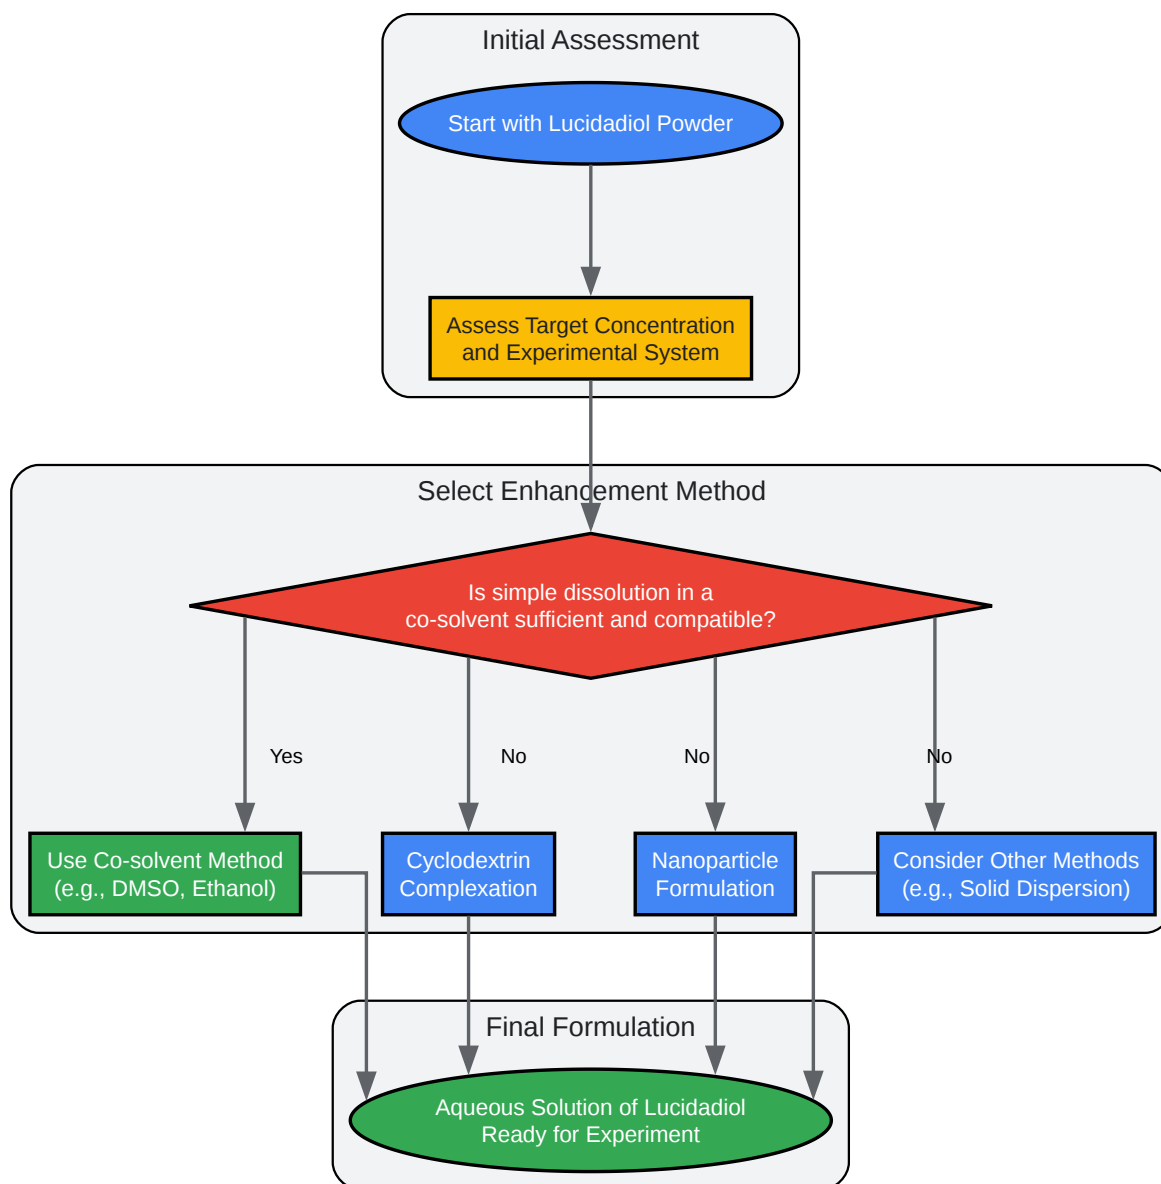 Initial Assessment
Start with Lucidadiol Powder
Assess Target Concentration
and Experimental System
Select Enhancement Method
Is simple dissolution in a
co-solvent sufficient and compatible?
Yes
No
No
No
Use Co-solvent Method
(e.g., DMSO, Ethanol)
Cyclodextrin
Complexation
Nanoparticle
Formulation
Consider Other Methods
(e.g., Solid Dispersion)
Final Formulation
Aqueous Solution of Lucidadiol
Ready for Experiment